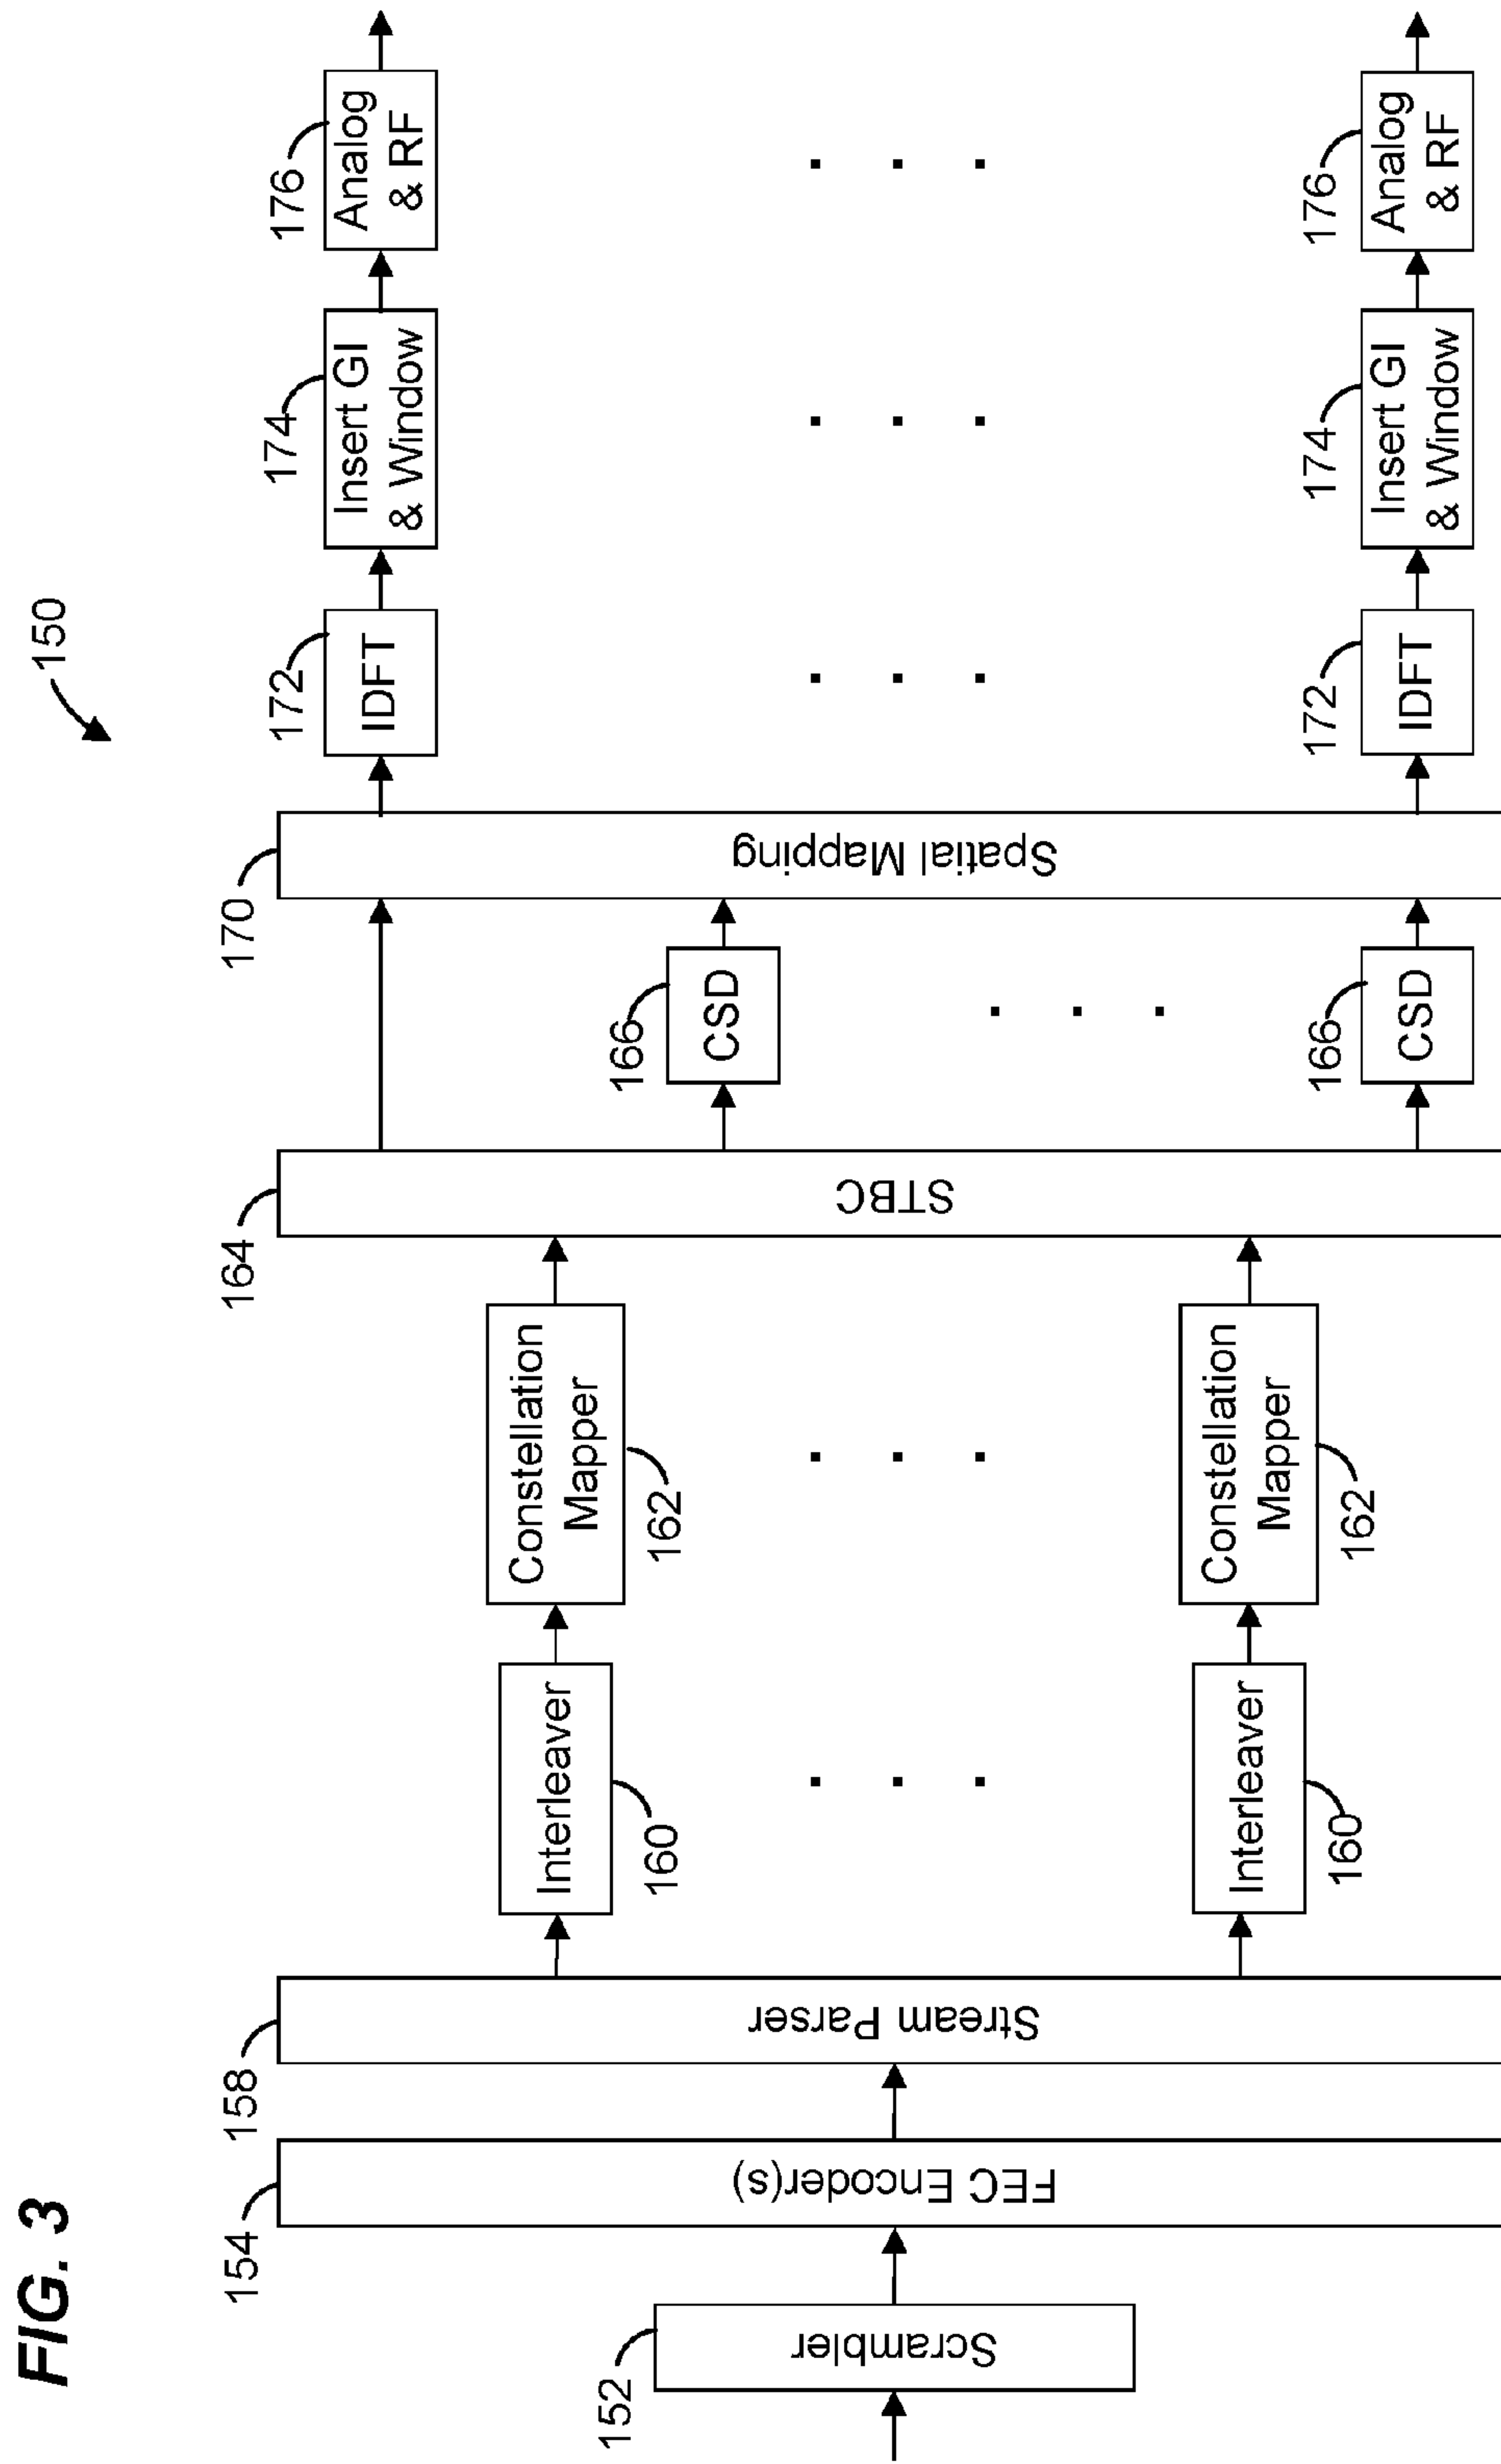 FIG. 3
150
152
Scrambler
154
FEC Encoder(s)
158
Stream Parser
Interleaver
160
Constellation
Mapper
162
Interleaver
160
Constellation
Mapper
162
164
STBC
166
CSD
166
CSD
170
Spatial Mapping
172
IDFT
174
Insert GI
& Window
176
Analog
& RF
172
IDFT
174
Insert GI
& Window
176
Analog
& RF